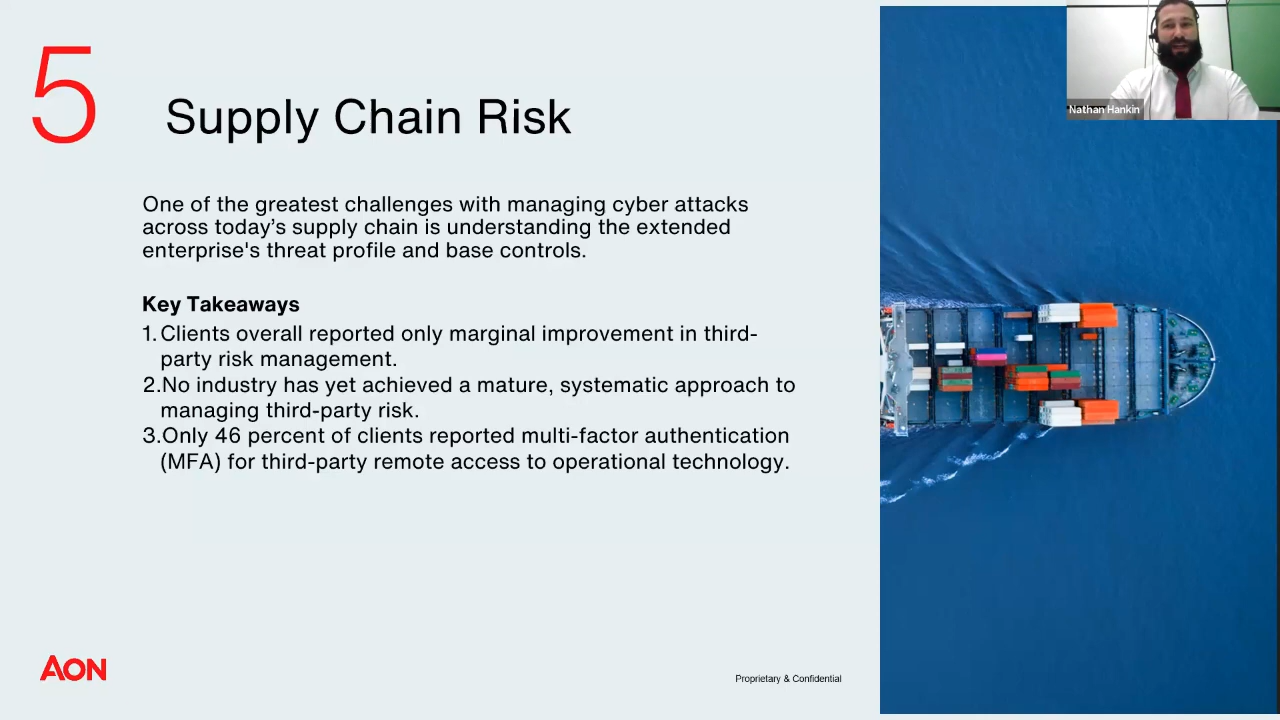 5
Supply Chain Risk
Nathan Hankin
One of the greatest challenges with managing cyber attacks
across today’s supply chain is understanding the extended
enterprise's threat profile and base controls.
Key Takeaways
1. Clients overall reported only marginal improvement in third-
party risk management.
2.No industry has yet achieved a mature, systematic approach to
managing third-party risk.
3.Only 46 percent of clients reported multi-factor authentication
(MFA) for third-party remote access to operational technology.
AON
Proprietary & Confidential